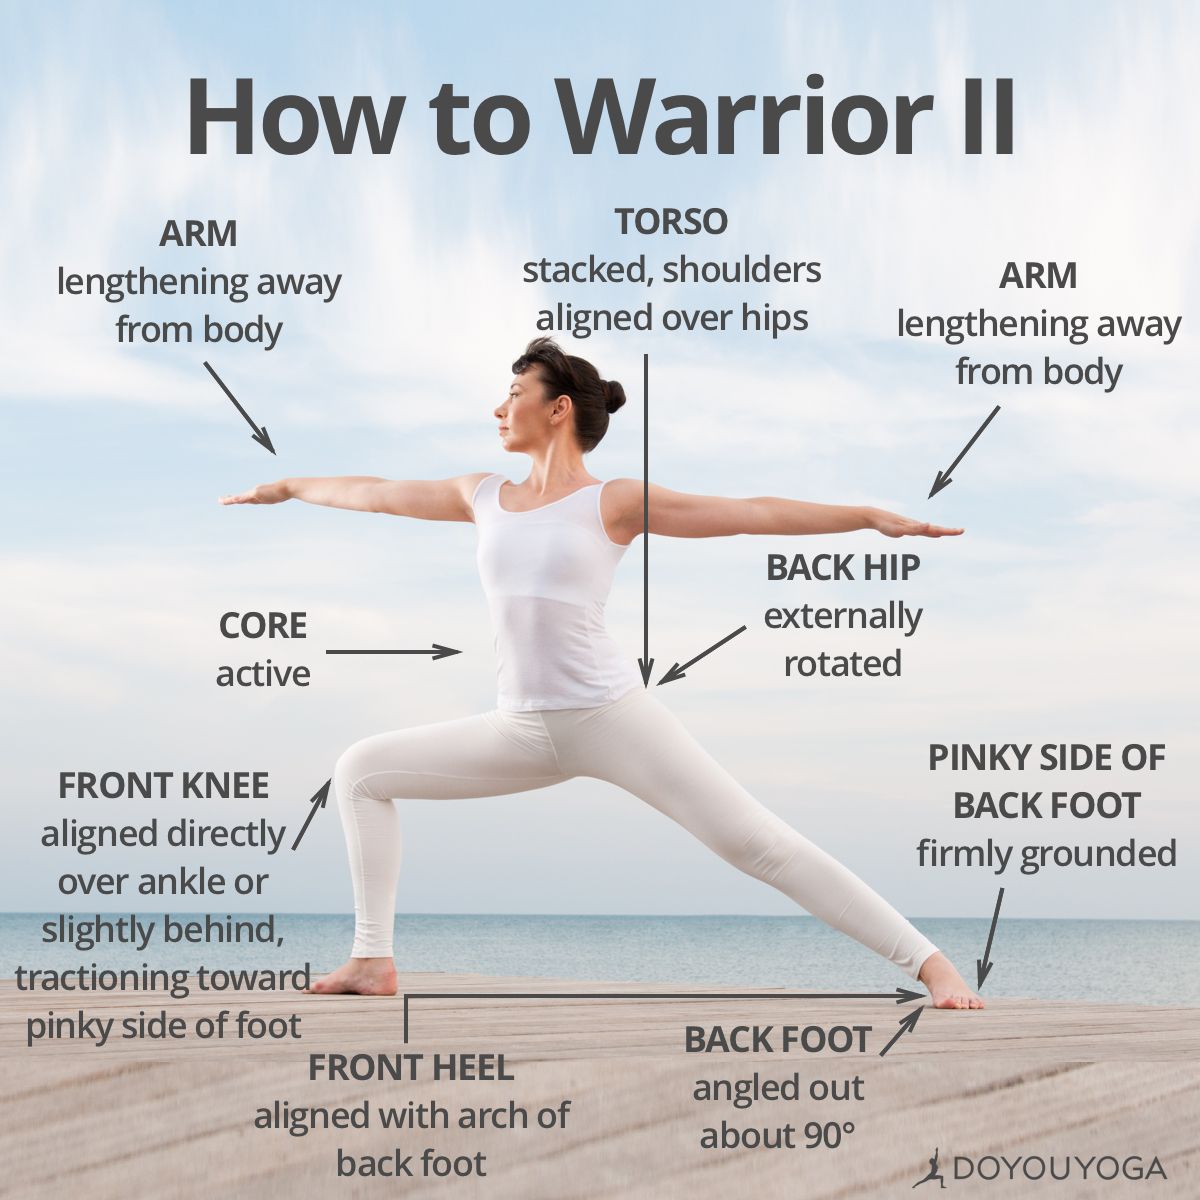 How to Warrior II
ARM
lengthening away
from body
TORSO
stacked, shoulders
aligned over hips
ARM
lengthening away
from body
BACK HIP
externally
rotated
CORE
active
FRONT KNEE
aligned directly
over ankle or
slightly behind,
tractioning toward
pinky side of foot
PINKY SIDE OF
BACK FOOT
firmly grounded
FRONT HEEL
aligned with arch of
back foot
BACK FOOT
angled out
about 90°
DOYOUYOGA